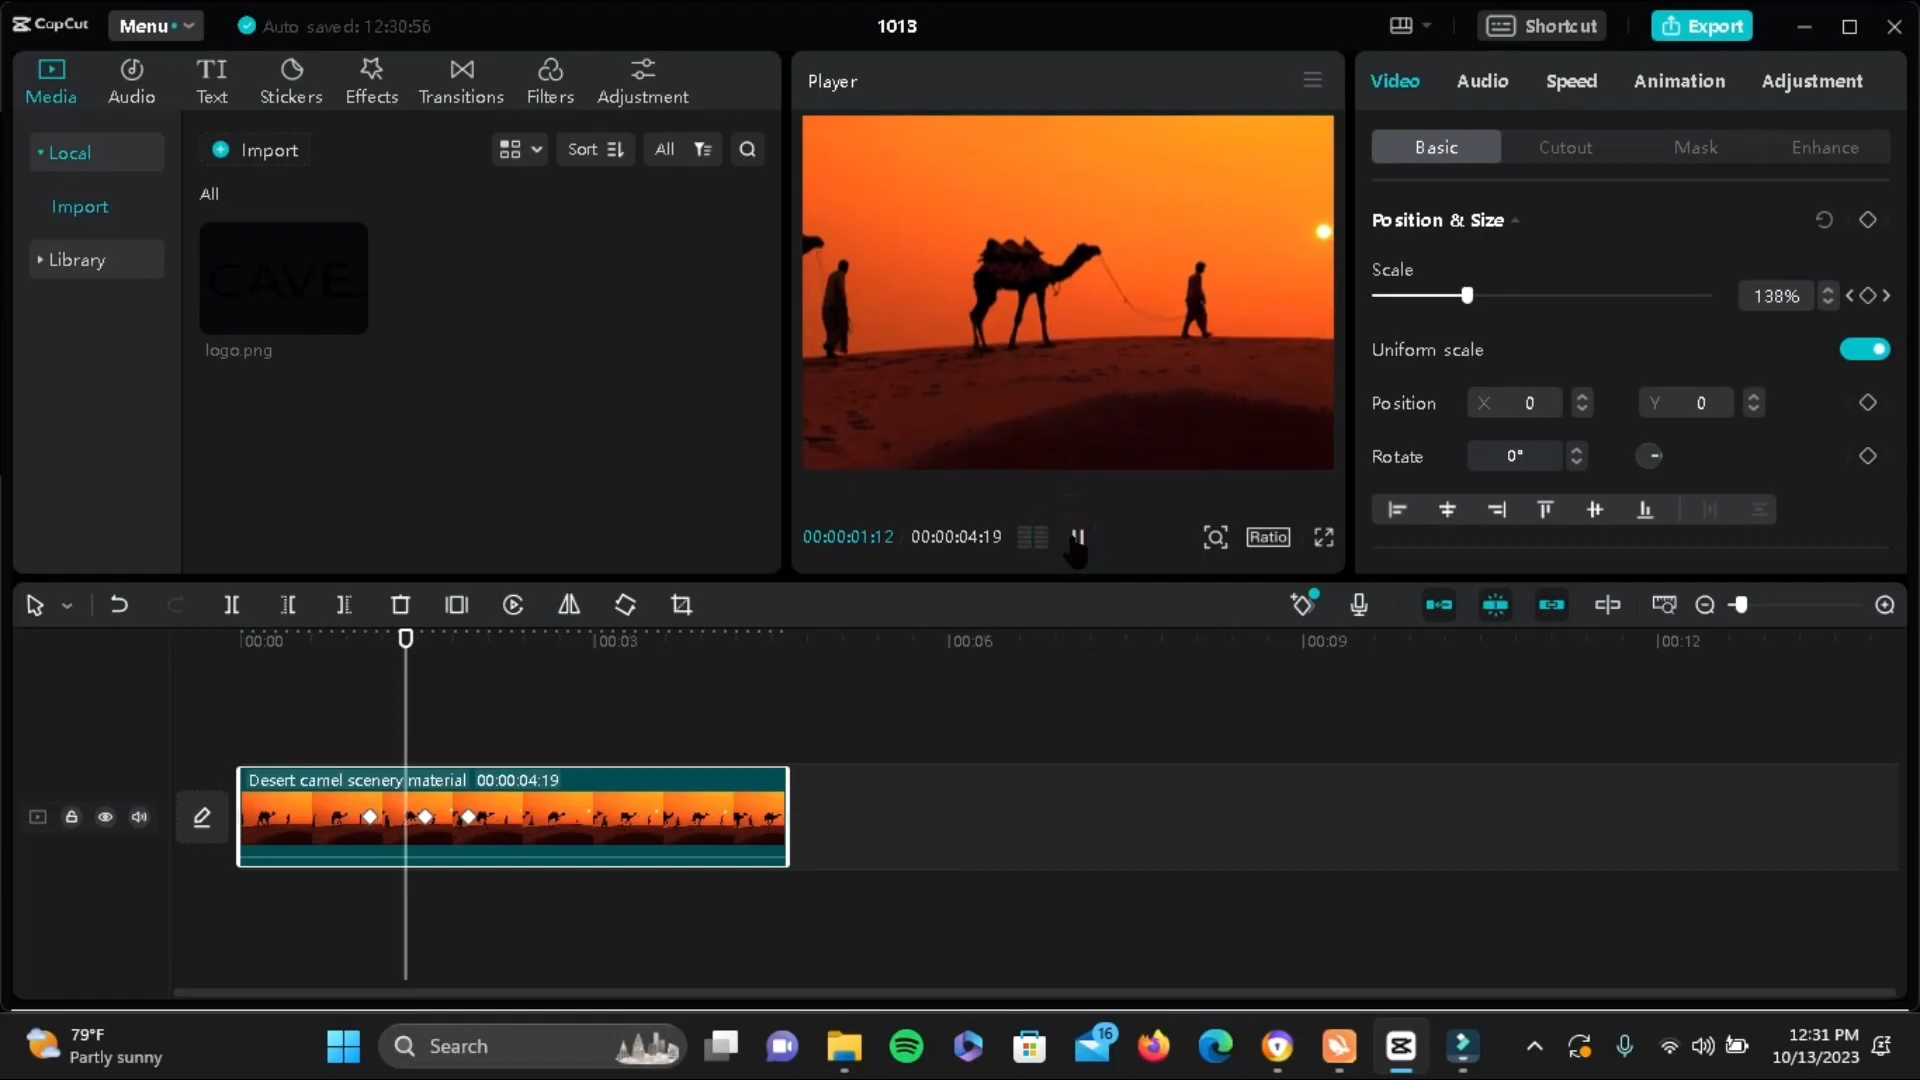 CapCut
Menu
Auto saved: 12:30:56
1013
Shortcut
Export
Media
Audio
TI
Text
Stickers
Effects
Transitions
Filters
Adjustment
Player
Video
Audio
Speed
Animation
Adjustment
Local
Import
Library
Import
Sort
All
All
CAVE
logo.png
Basic
Cutout
Mask
Enhance
Position & Size
Scale
138%
Uniform scale
Position
X 0
Y 0
Rotate
0°
00:00:01:12
00:00:04:19
Ratio
00:00
00:03
00:06
00:09
00:12
Desert camel scenery material 00:00:04:19
79°F
Partly sunny
Search
16
12:31 PM
10/13/2023